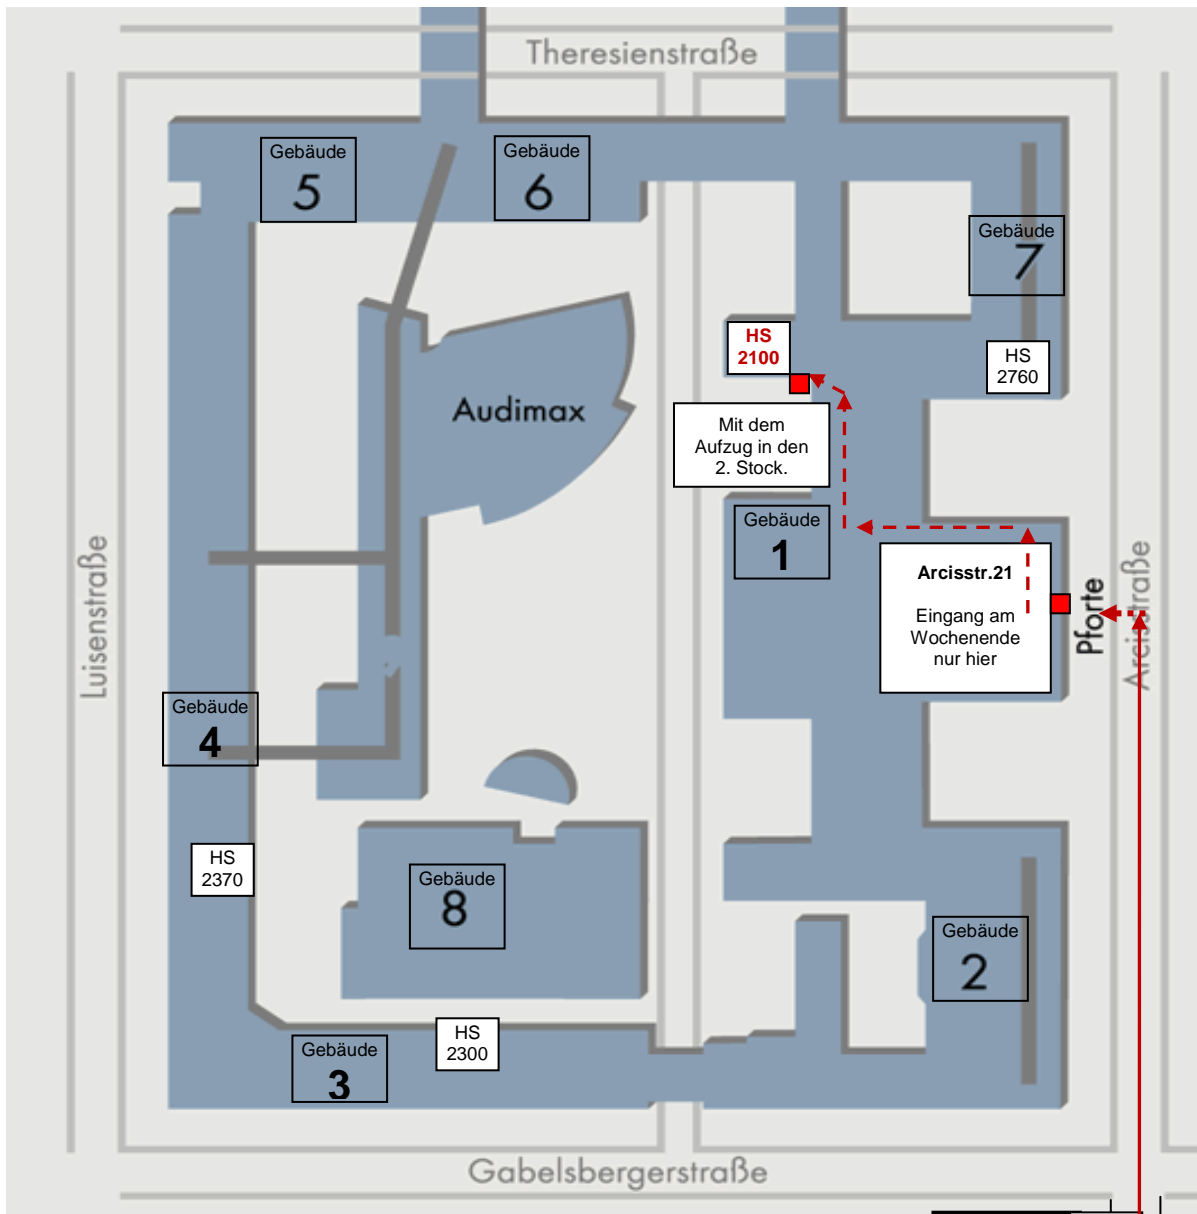 Theresienstraße
Gebäude
5
Gebäude
6
Gebäude
7
HS
2100
HS
2760
Audimax
Mit dem
Aufzug in den
2. Stock.
Gebäude
1
Arcisstr.21
Eingang am
Wochenende
nur hier
Pforte
Arcisstraße
Luisenstraße
Gebäude
4
HS
2370
Gebäude
8
Gebäude
2
HS
2300
Gebäude
3
Gabelsbergerstraße